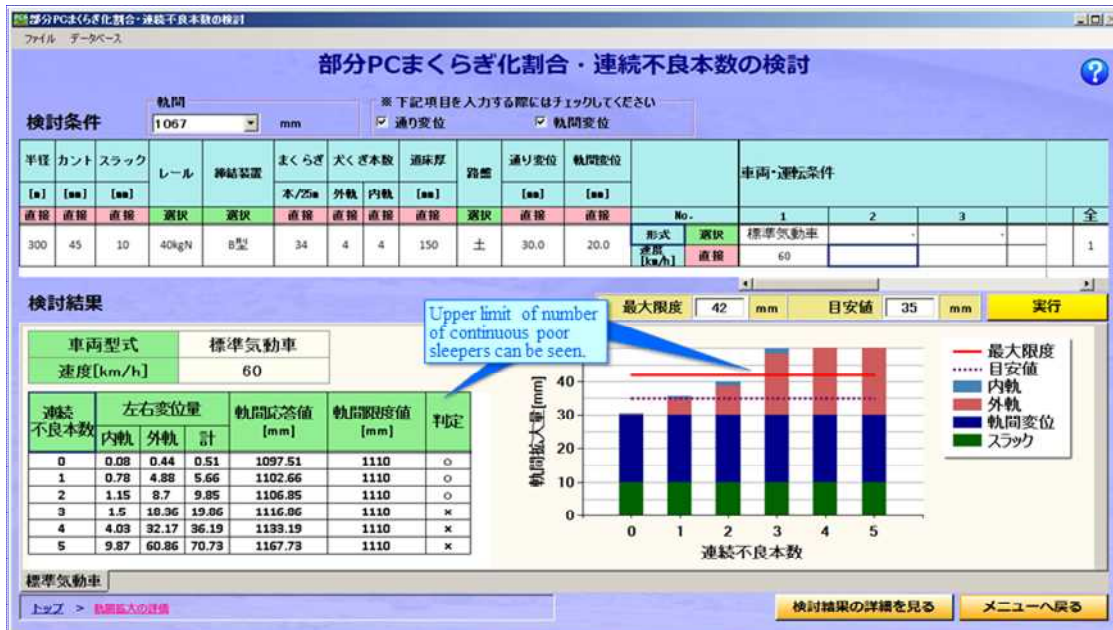 部分PCまくらぎ化割合・連続不良本数の検討
ファイル データベース
部分PCまくらぎ化割合・連続不良本数の検討
検討条件
軌間
1067 mm
※下記項目を入力する際にはチェックしてください
通り変位 軌間変位
半径 カント スラック レール 締結装置 まくらぎ 犬くぎ本数 道床厚 路盤 通り変位 軌間変位 車両・運転条件
[m] [mm] [mm] 本/25m 外軌 内軌 [mm] [mm] [mm]
直接 直接 直接 選択 選択 直接 直接 直接 直接 選択 直接 直接 No. 1 2 3 全
300 45 10 40kgN B型 34 4 4 150 土 30.0 20.0 形式 選択 標準気動車 1
速度[km/h] 直接 60
検討結果
最大限度 42 mm 目安値 35 mm 実行
車両型式 標準気動車
速度[km/h] 60
Upper limit of number
of continuous poor
sleepers can be seen.
連続不良本数 左右変位量 軌間応答値[mm] 軌間限度値[mm] 判定
内軌 外軌 計
0 0.08 0.44 0.51 1097.51 1110 ○
1 0.78 4.88 5.66 1102.66 1110 ○
2 1.15 8.7 9.85 1106.85 1110 ○
3 1.5 18.36 19.86 1116.86 1110 ×
4 4.03 32.17 36.19 1133.19 1110 ×
5 9.87 60.86 70.73 1167.73 1110 ×
軌間拡大量[mm]
40
30
20
10
0
0 1 2 3 4 5
連続不良本数
最大限度
目安値
内軌
外軌
軌間変位
スラック
標準気動車
トップ > 軌間拡大の評価
検討結果の詳細を見る メニューへ戻る